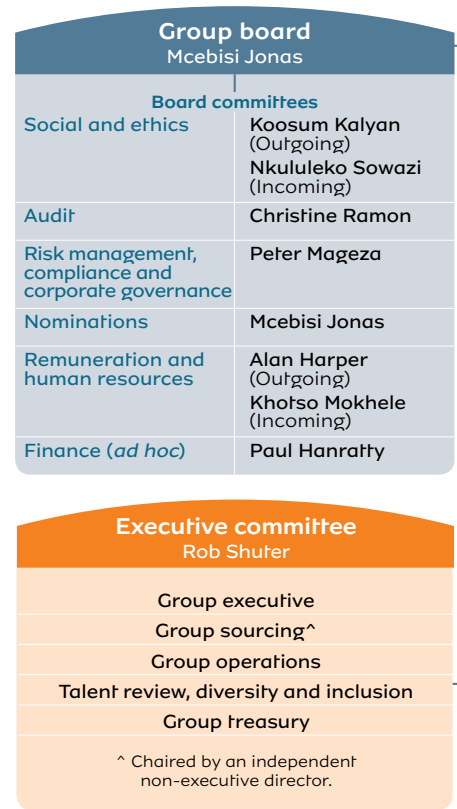 Group board
Mcebisi Jonas
Board committees
Social and ethics
Koosum Kalyan
(Outgoing)
Nkululeko Sowazi
(Incoming)
Audit
Christine Ramon
Risk management,
compliance and
corporate governance
Peter Mageza
Nominations
Mcebisi Jonas
Remuneration and
human resources
Alan Harper
(Outgoing)
Khotso Mokhele
(Incoming)
Finance (ad hoc)
Paul Hanratty
Executive committee
Rob Shuter
Group executive
Group sourcing^
Group operations
Talent review, diversity and inclusion
Group treasury
^ Chaired by an independent
non-executive director.